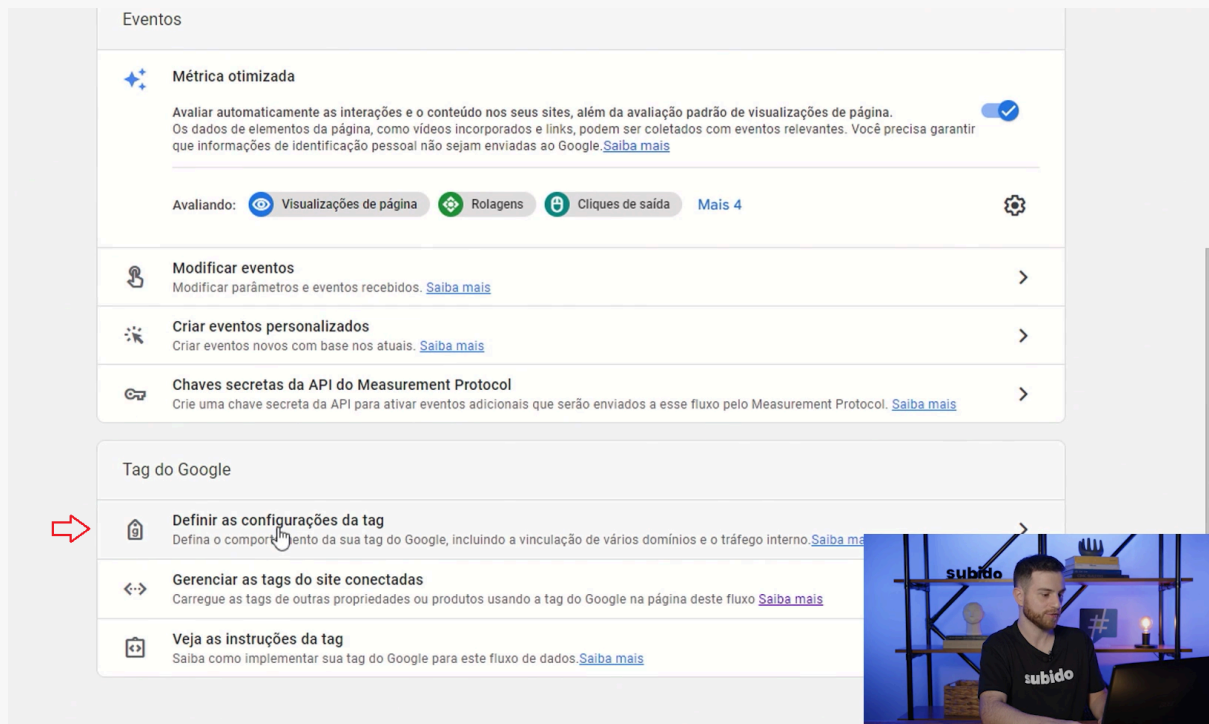 Eventos
Métrica otimizada
Avaliar automaticamente as interações e o conteúdo nos seus sites, além da avaliação padrão de visualizações de página.
Os dados de elementos da página, como vídeos incorporados e links, podem ser coletados com eventos relevantes. Você precisa garantir
que informações de identificação pessoal não sejam enviadas ao Google.Saiba mais
Avaliando: Visualizações de página Rolagens Cliques de saída Mais 4
Modificar eventos
Modificar parâmetros e eventos recebidos. Saiba mais
Criar eventos personalizados
Criar eventos novos com base nos atuais. Saiba mais
Chaves secretas da API do Measurement Protocol
Crie uma chave secreta da API para ativar eventos adicionais que serão enviados a esse fluxo pelo Measurement Protocol. Saiba mais
Tag do Google
Definir as configurações da tag
Defina o comportamento da sua tag do Google, incluindo a vinculação de vários domínios e o tráfego interno.Saiba ma
Gerenciar as tags do site conectadas
Carregue as tags de outras propriedades ou produtos usando a tag do Google na página deste fluxo Saiba mais
Veja as instruções da tag
Saiba como implementar sua tag do Google para este fluxo de dados.Saiba mais
subido
#
subido